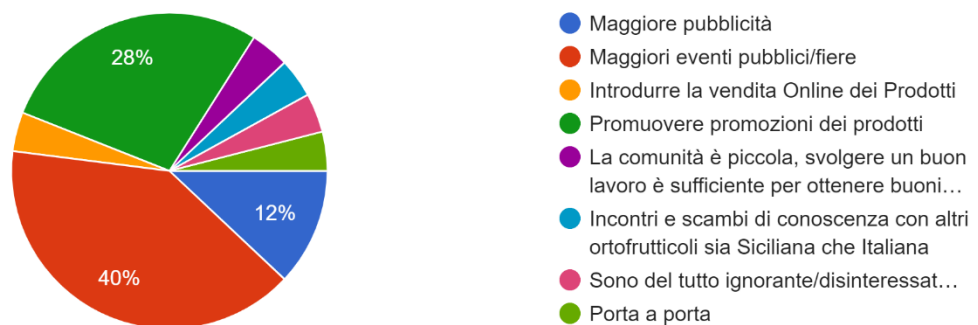 28%
12%
40%
Maggiore pubblicità
Maggiori eventi pubblici/fiere
Introdurre la vendita Online dei Prodotti
Promuovere promozioni dei prodotti
La comunità è piccola, svolgere un buon
lavoro è sufficiente per ottenere buoni…
Incontri e scambi di conoscenza con altri
ortofrutticoli sia Siciliana che Italiana
Sono del tutto ignorante/disinteressat…
Porta a porta